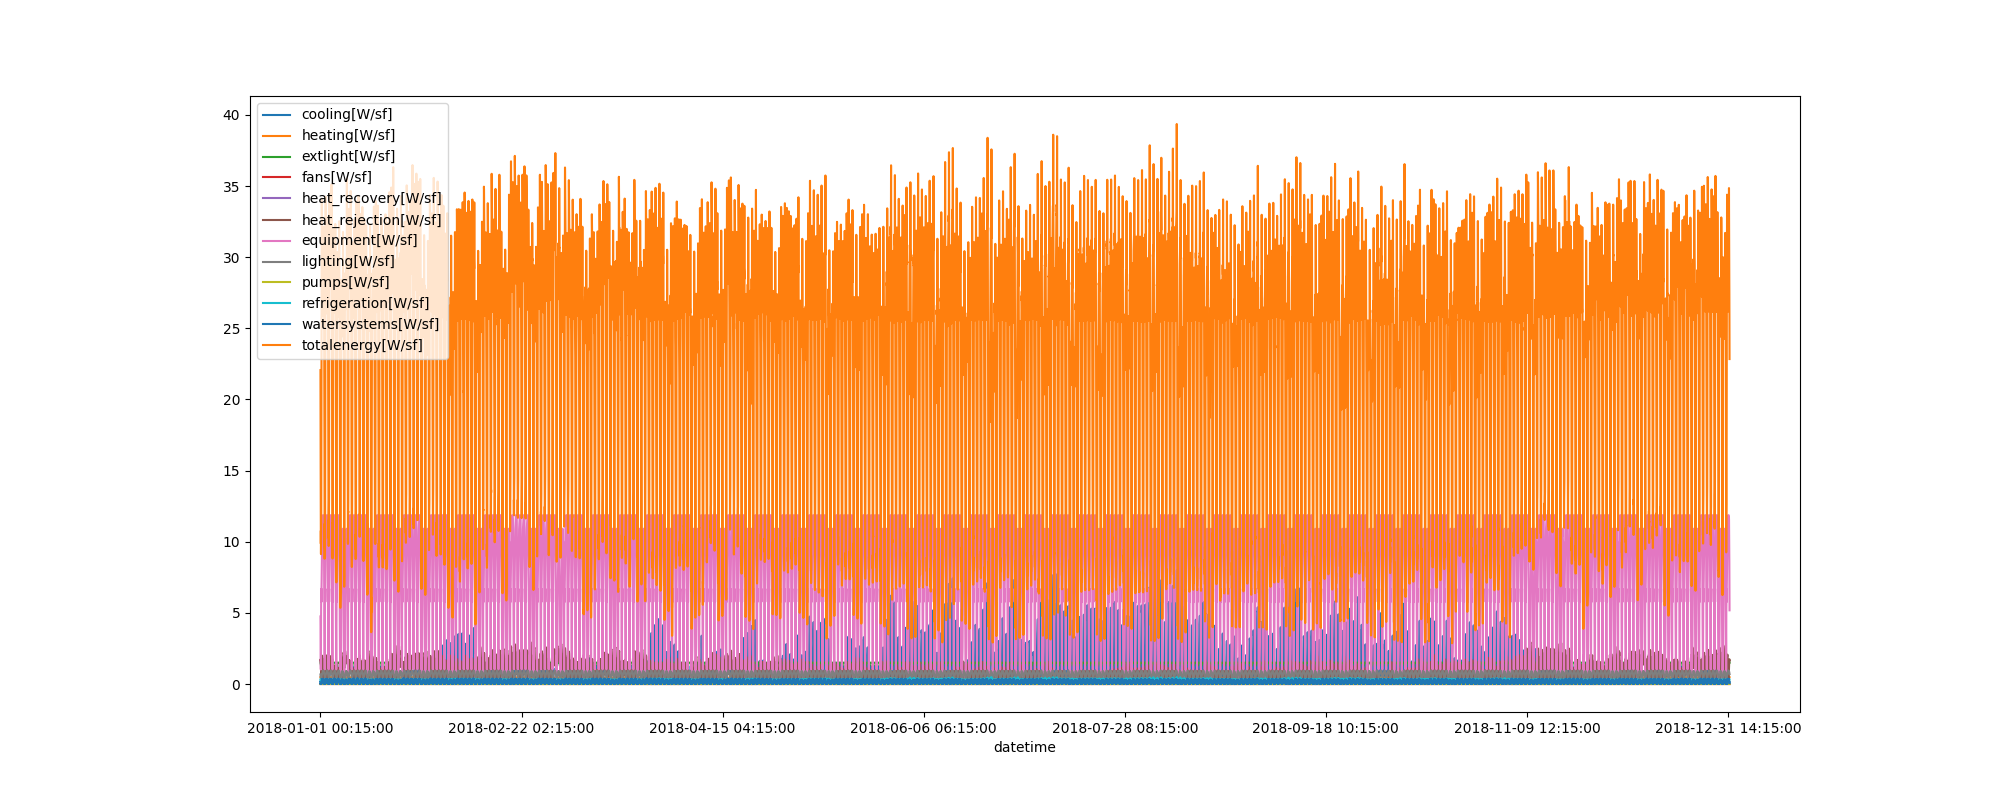 40
35
30
25
20
15
10
5
0
cooling[W/sf]
heating[W/sf]
extlight[W/sf]
fans[W/sf]
heat_recovery[W/sf]
heat_rejection[W/sf]
equipment[W/sf]
lighting[W/sf]
pumps[W/sf]
refrigeration[W/sf]
watersystems[W/sf]
totalenergy[W/sf]
2018-01-01 00:15:00 2018-02-22 02:15:00 2018-04-15 04:15:00 2018-06-06 06:15:00 2018-07-28 08:15:00 2018-09-18 10:15:00 2018-11-09 12:15:00 2018-12-31 14:15:00
datetime